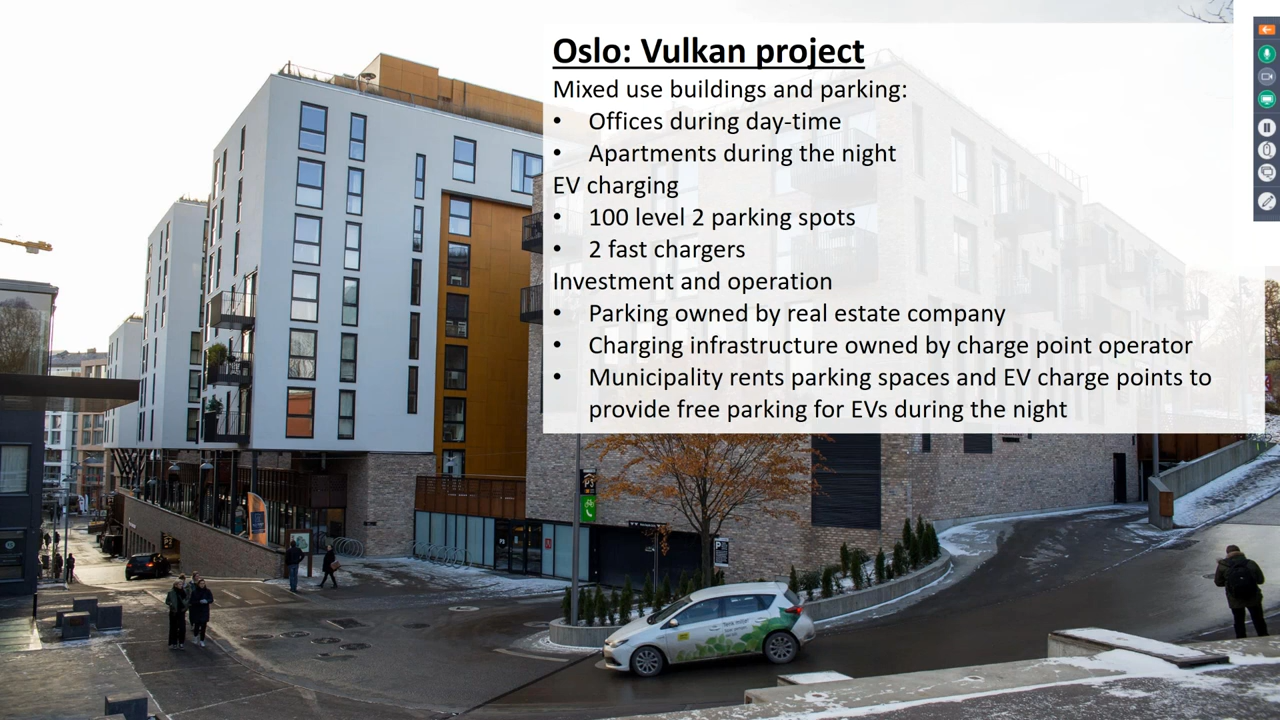 Oslo: Vulkan project
Mixed use buildings and parking:
• Offices during day-time
• Apartments during the night
EV charging
• 100 level 2 parking spots
• 2 fast chargers
Investment and operation
• Parking owned by real estate company
• Charging infrastructure owned by charge point operator
• Municipality rents parking spaces and EV charge points to
provide free parking for EVs during the night